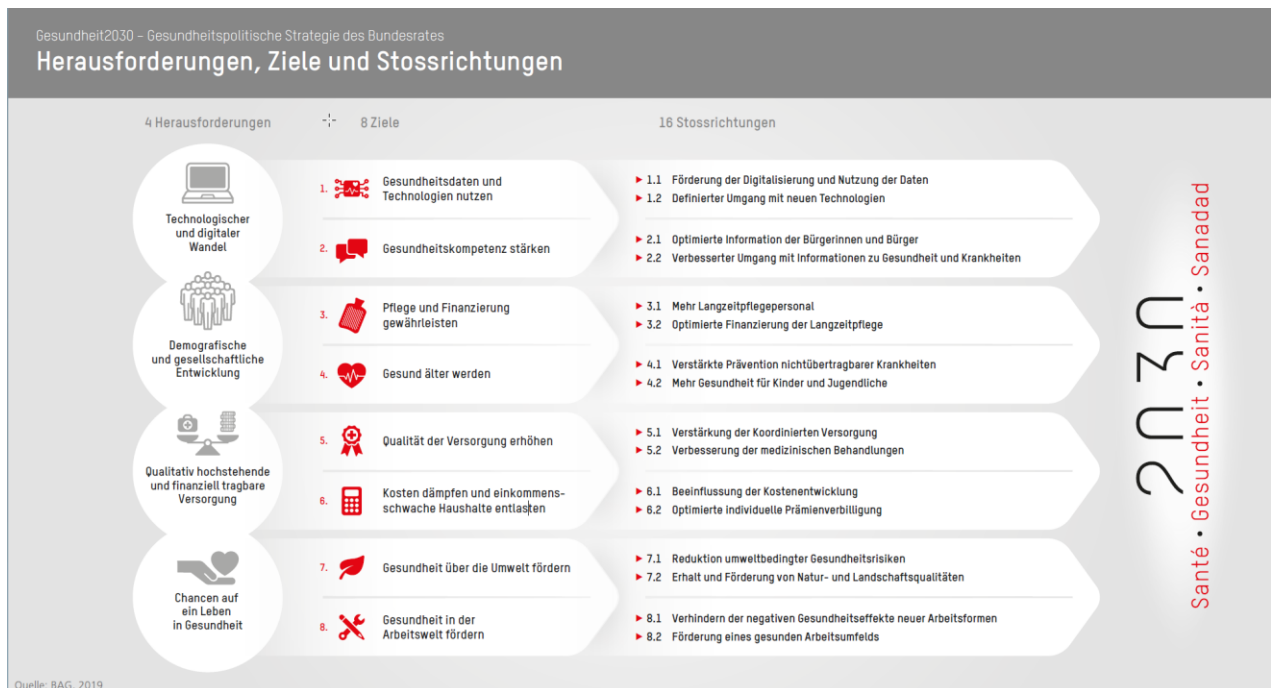 Gesundheit2030 – Gesundheitspolitische Strategie des Bundesrates
Herausforderungen, Ziele und Stossrichtungen
4 Herausforderungen
8 Ziele
16 Stossrichtungen
Technologischer
und digitaler
Wandel
1. Gesundheitsdaten und
Technologien nutzen
▶ 1.1 Förderung der Digitalisierung und Nutzung der Daten
▶ 1.2 Definierter Umgang mit neuen Technologien
2. Gesundheitskompetenz stärken
▶ 2.1 Optimierte Information der Bürgerinnen und Bürger
▶ 2.2 Verbesserter Umgang mit Informationen zu Gesundheit und Krankheiten
Demografische
und gesellschaftliche
Entwicklung
3. Pflege und Finanzierung
gewährleisten
▶ 3.1 Mehr Langzeitpflegepersonal
▶ 3.2 Optimierte Finanzierung der Langzeitpflege
4. Gesund älter werden
▶ 4.1 Verstärkte Prävention nichtübertragbarer Krankheiten
▶ 4.2 Mehr Gesundheit für Kinder und Jugendliche
Qualitativ hochstehende
und finanziell tragbare
Versorgung
5. Qualität der Versorgung erhöhen
▶ 5.1 Verstärkung der Koordinierten Versorgung
▶ 5.2 Verbesserung der medizinischen Behandlungen
6. Kosten dämpfen und einkommens-
schwache Haushalte entlasten
▶ 6.1 Beeinflussung der Kostenentwicklung
▶ 6.2 Optimierte individuelle Prämienverbilligung
Chancen auf
ein Leben
in Gesundheit
7. Gesundheit über die Umwelt fördern
▶ 7.1 Reduktion umweltbedingter Gesundheitsrisiken
▶ 7.2 Erhalt und Förderung von Natur- und Landschaftsqualitäten
8. Gesundheit in der
Arbeitswelt fördern
▶ 8.1 Verhindern der negativen Gesundheitseffekte neuer Arbeitsformen
▶ 8.2 Förderung eines gesunden Arbeitsumfelds
2030
Santé • Gesundheit • Sanità • Sanadad
Quelle: BAG, 2019